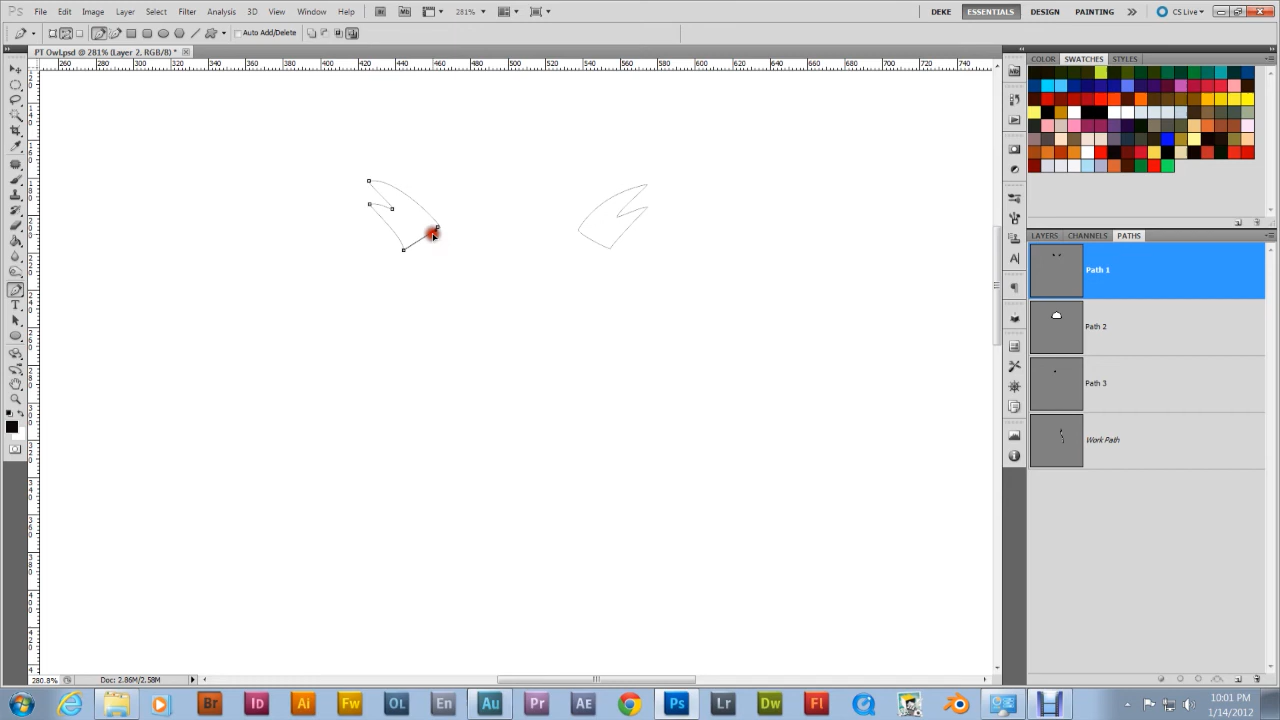 Ps File Edit Image Layer Select Filter Analysis 3D View Window Help Br Mb 281% DEKE ESSENTIALS DESIGN PAINTING CS Live
Auto Add/Delete
PT Owl.psd @ 281% (Layer 2, RGB/8) *
COLOR SWATCHES STYLES
260 280 300 320 340 360 380 400 420 440 460 480 500 520 540 560 580 600 620 640 660 680 700 720 740
LAYERS CHANNELS PATHS
Path 1
Path 2
Path 3
Work Path
280.8% Doc: 2.86M/2.58M
Br Id Ai Fw OL En Au Pr AE Lr Dw Fl Ps
10:01 PM
1/14/2012